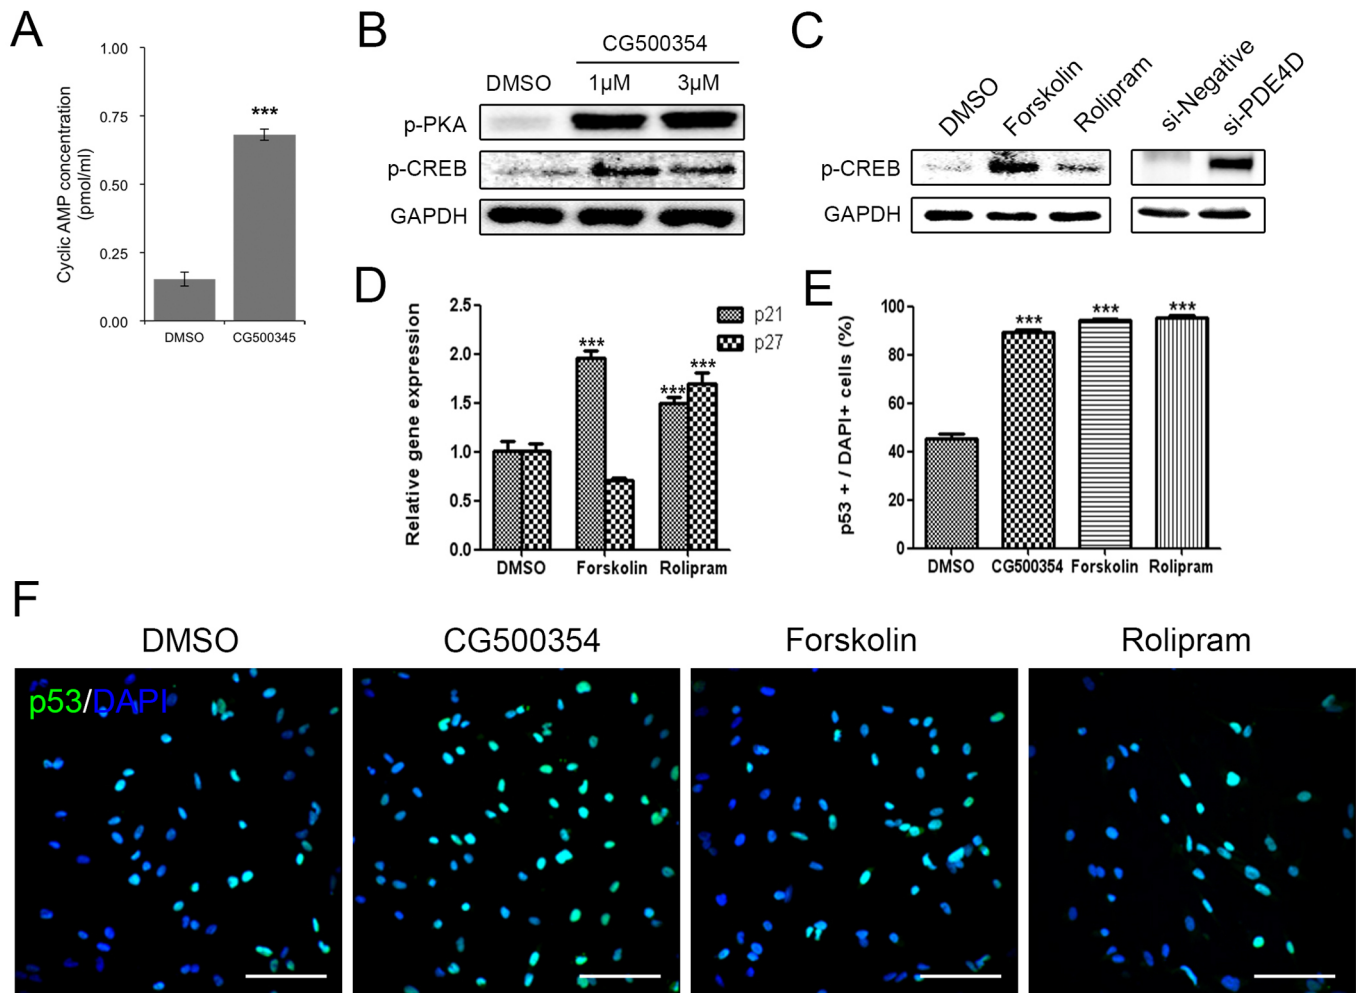 A
Cyclic AMP concentration
(pmol/ml)
1.00
0.75
0.50
0.25
0.00
***
DMSO
CG500345
B
CG500354
DMSO
1μM
3μM
p-PKA
p-CREB
GAPDH
C
DMSO
Forskolin
Rolipram
si-Negative
si-PDE4D
p-CREB
GAPDH
D
Relative gene expression
2.5
2.0
1.5
1.0
0.5
0.0
***
***
***
p21
p27
DMSO
Forskolin
Rolipram
E
p53 + / DAPI+ cells (%)
100
80
60
40
20
0
***
***
***
DMSO
CG500354
Forskolin
Rolipram
F
DMSO
CG500354
Forskolin
Rolipram
p53/DAPI